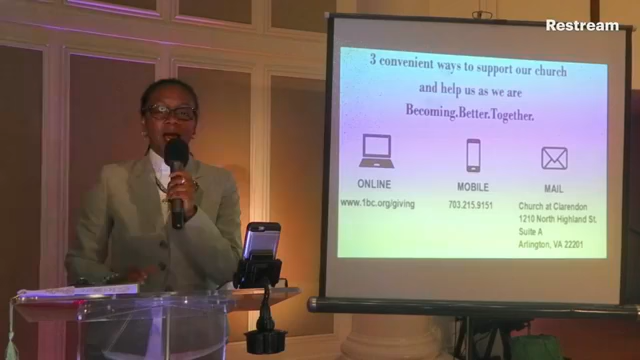 Restream
3 convenient ways to support our church
and help us as we are
Becoming.Better.Together.
ONLINE
www.1bc.org/giving
MOBILE
703.215.9151
MAIL
Church at Clarendon
1210 North Highland St.
Suite A
Arlington, VA 22201